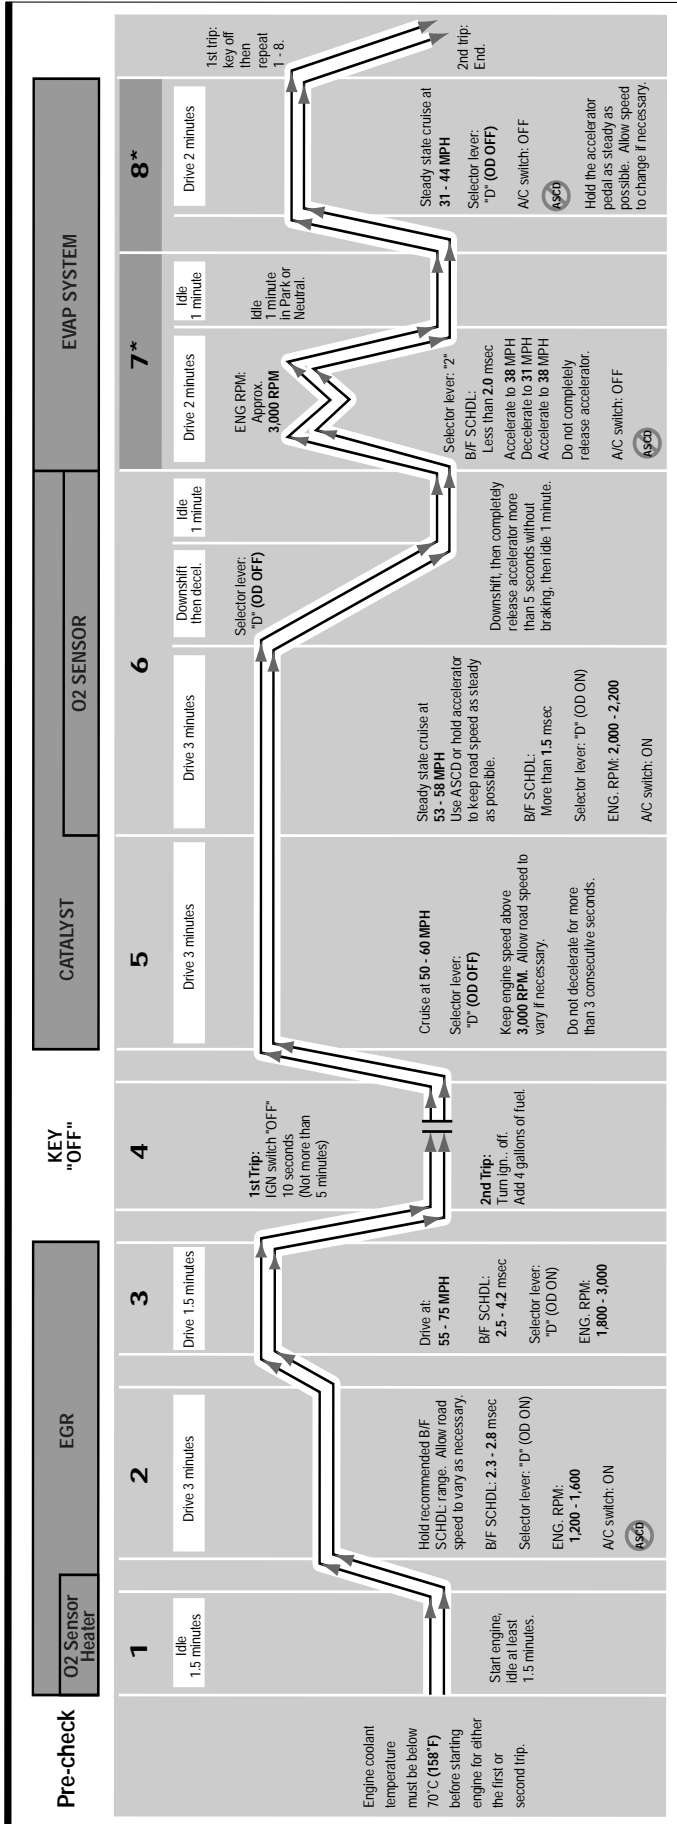 Pre-check
EGR
O2 Sensor
Heater
KEY
"OFF"
CATALYST
O2 SENSOR
EVAP SYSTEM
Engine coolant
temperature
must be below
70˚C (158˚F)
before starting
engine for either
the first or
second trip.
1
Idle
1.5 minutes
Start engine,
idle at least
1.5 minutes.
2
Drive 3 minutes
Hold recommended B/F
SCHDL: range. Allow road
speed to vary as necessary.
B/F SCHDL: 2.3 - 2.8 msec
Selector lever: "D" (OD ON)
ENG. RPM:
1,200 - 1,600
A/C switch: ON
ASCD
3
Drive 1.5 minutes
Drive at:
55 - 75 MPH
B/F SCHDL:
2.5 - 4.2 msec
Selector lever:
"D" (OD ON)
ENG. RPM:
1,800 - 3,000
4
1st Trip:
IGN switch "OFF"
10 seconds
(Not more than
5 minutes)
2nd Trip:
Turn ign.. off.
Add 4 gallons of fuel.
5
Drive 3 minutes
Cruise at 50 - 60 MPH
Selector lever:
"D" (OD OFF)
Keep engine speed above
3,000 RPM. Allow road speed to
vary if necessary.
Do not decelerate for more
than 3 consecutive seconds.
6
Drive 3 minutes
Steady state cruise at
53 - 58 MPH
Use ASCD or hold accelerator
to keep road speed as steady
as possible.
B/F SCHDL:
More than 1.5 msec
Selector lever: "D" (OD ON)
ENG. RPM: 2,000 - 2,200
A/C switch: ON
Downshift
then decel.
Selector lever:
"D" (OD OFF)
Idle
1 minute
Downshift, then completely
release accelerator more
than 5 seconds without
braking, then idle 1 minute.
7*
Drive 2 minutes
ENG RPM:
Approx.
3,000 RPM
Selector lever: "2"
B/F SCHDL:
Less than 2.0 msec
Accelerate to 38 MPH
Decelerate to 31 MPH
Accelerate to 38 MPH
Do not completely
release accelerator.
A/C switch: OFF
ASCD
Idle
1 minute
Idle
1 minute
in Park or
Neutral.
8*
Drive 2 minutes
Steady state cruise at
31 - 44 MPH
Selector lever:
"D" (OD OFF)
A/C switch: OFF
ASCD
Hold the accelerator
pedal as steady as
possible. Allow speed
to change if necessary.
1st trip:
key off
then
repeat
1 - 8.
2nd trip:
End.